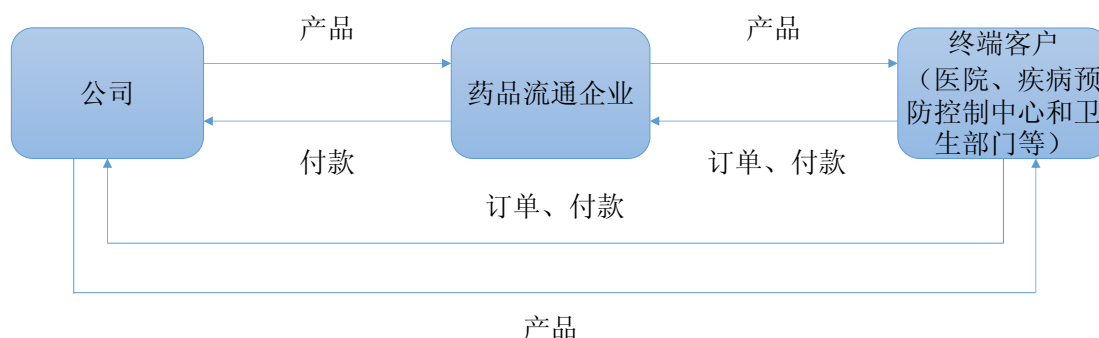 产品
产品
公司
药品流通企业
终端客户
（医院、疾病预
防控制中心和卫
生部门等）
付款
订单、付款
订单、付款
产品